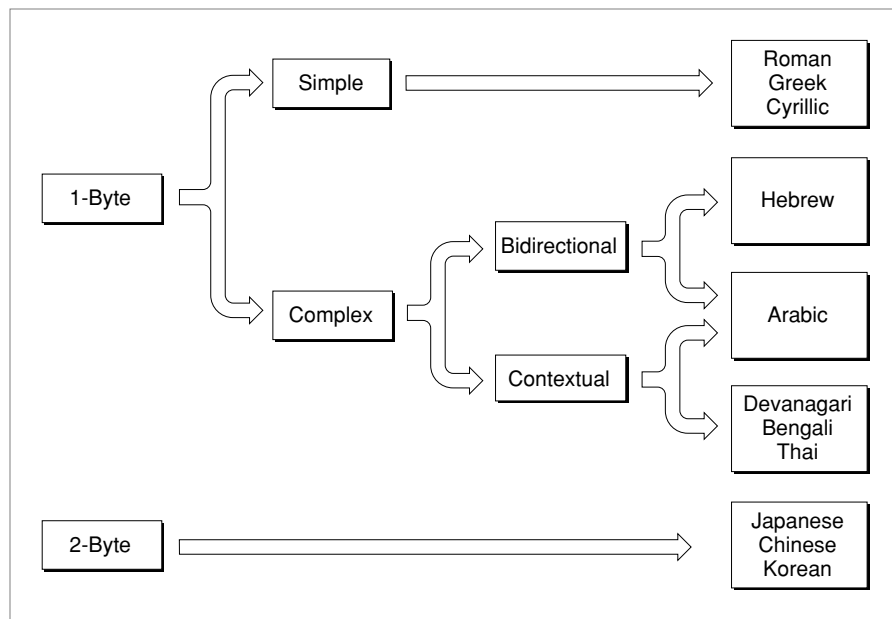 Simple
Roman
Greek
Cyrillic
1-Byte
Hebrew
Bidirectional
Complex
Arabic
Contextual
Devanagari
Bengali
Thai
2-Byte
Japanese
Chinese
Korean